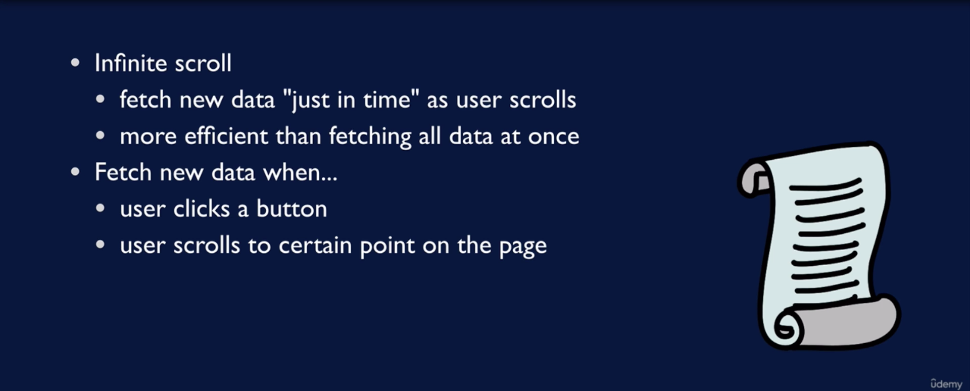 • Infinite scroll
• fetch new data "just in time" as user scrolls
• more efficient than fetching all data at once
• Fetch new data when...
• user clicks a button
• user scrolls to certain point on the page
ûdemy